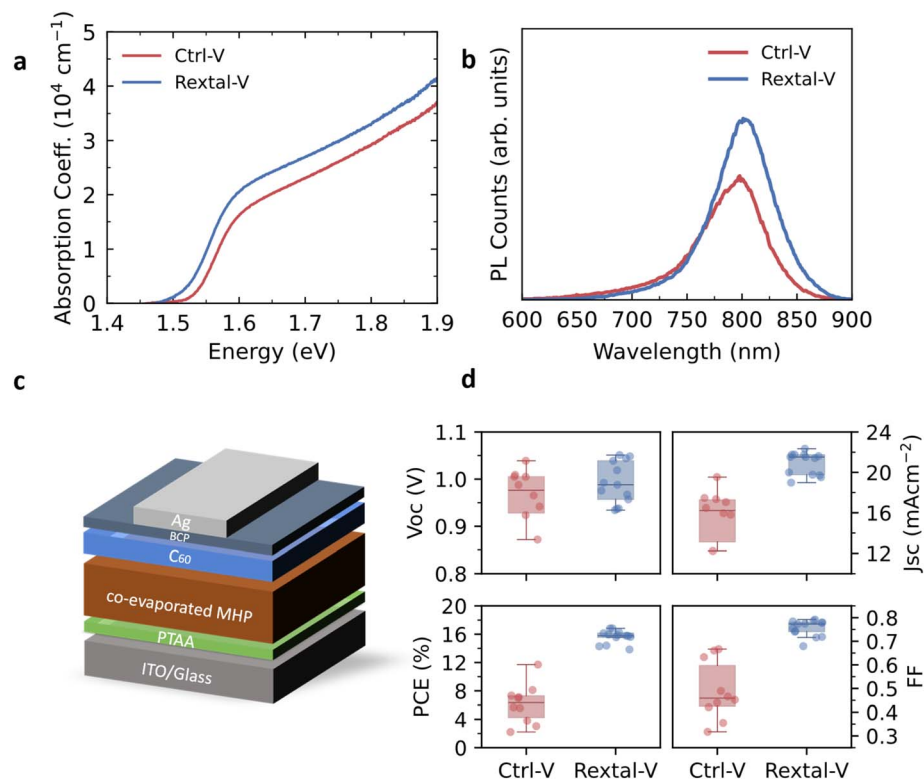 a
Ctrl-V
Rextal-V
Absorption Coeff. (10⁴ cm⁻¹)
5
4
3
2
1
0
1.4 1.5 1.6 1.7 1.8 1.9
Energy (eV)
b
Ctrl-V
Rextal-V
PL Counts (arb. units)
600 650 700 750 800 850 900
Wavelength (nm)
c
Ag
BCP
C₆₀
co-evaporated MHP
PTAA
ITO/Glass
d
Voc (V)
1.1
1.0
0.9
0.8
24
20
16
12
Jsc (mAcm⁻²)
PCE (%)
20
16
12
8
4
0
0.8
0.7
0.6
0.5
0.4
0.3
FF
Ctrl-V Rextal-V Ctrl-V Rextal-V